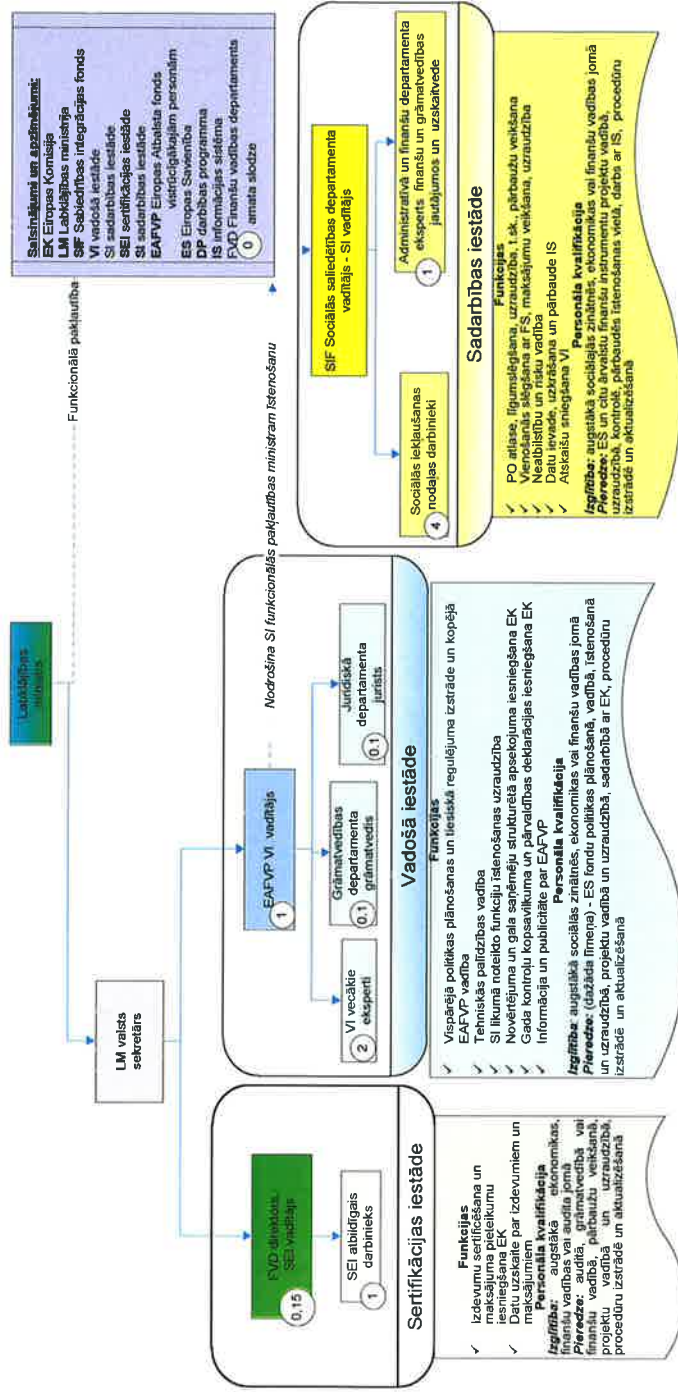 Labklājības
ministrs
Funkcionālā pakļautība
Saīsinājumi un apzīmējumi:
EK Eiropas Komisija
LM Labklājības ministrija
SIF Sabiedrības integrācijas fonds
VI vadošā iestāde
SI sadarbības iestāde
SEI sertifikācijas iestāde
SI sadarbības iestāde
EAFVP Eiropas Atbalsta fonds
vistrūcīgākajām personām
ES Eiropas Savienība
DP darbības programma
IS informācijas sistēma
FVD Finanšu vadības departaments
0 amata slodze
LM valsts
sekretārs
Nodrošina SI funkcionālās pakļautības ministram īstenošanu
FVD direktors,
SEI vadītājs
0,15
SEI atbildīgais
darbinieks
1
Sertifikācijas iestāde
Funkcijas
✓ Izdevumu sertificēšana un
maksājuma pieteikumu
iesniegšana EK
✓ Datu uzskaite par izdevumiem un
maksājumiem
Personāla kvalifikācija
Izglītība: augstākā ekonomikas,
finanšu vadības vai audita jomā
Pieredze: auditā, grāmatvedībā vai
finanšu vadībā, pārbaužu veikšanā,
projektu vadībā un uzraudzībā,
procedūru izstrādē un aktualizēšanā
EAFVP VI vadītājs
1
VI vecākie
eksperti
2
Grāmatvedības
departamenta
grāmatvedis
0.1
Juridiskā
departamenta
jurists
0.1
Vadošā iestāde
Funkcijas
✓ Vispārējā politikas plānošanas un tiesiskā regulējuma izstrāde un kopējā
EAFVP vadība
✓ Tehniskās palīdzības vadība
✓ SI likumā noteikto funkciju īstenošanas uzraudzība
✓ Novērtējuma un gala saņēmēju strukturētā apsekojuma iesniegšana EK
✓ Gada kontroļu kopsavilkuma un pārvaldības deklarācijas iesniegšana EK
✓ Informācija un publicitāte par EAFVP
Personāla kvalifikācija
Izglītība: augstākā sociālās zinātnēs, ekonomikas vai finanšu vadības jomā
Pieredze: (dažāda līmeņa) - ES fondu politikas plānošanā, vadībā, īstenošanā
un uzraudzībā, projektu vadībā un uzraudzībā, sadarbībā ar EK, procedūru
izstrādē un aktualizēšanā
SIF Sociālās saliedētības departamenta
vadītājs - SI vadītājs
Sociālās iekļaušanas
nodaļas darbinieki
4
Administratīvā un finanšu departamenta
eksperts finanšu un grāmatvedības
jautājumos un uzskaitvede
1
Sadarbības iestāde
Funkcijas
✓ PO atlase, līgumslēgšana, uzraudzība, t.sk., pārbaužu veikšana
✓ Vienošanās slēgšana ar FS, maksājumu veikšana, uzraudzība
✓ Neatbilstību un risku vadība
✓ Datu ievade, uzkrāšana un pārbaude IS
✓ Atskaišu sniegšana VI
Personāla kvalifikācija
Izglītība: augstākā sociālajās zinātnēs, ekonomikas vai finanšu vadības jomā
Pieredze: ES un citu ārvalstu finanšu instrumentu projektu vadībā,
uzraudzībā, kontrolē, pārbaudēs īstenošanas vietā, darbs ar IS, procedūru
izstrādē un aktualizēšanā